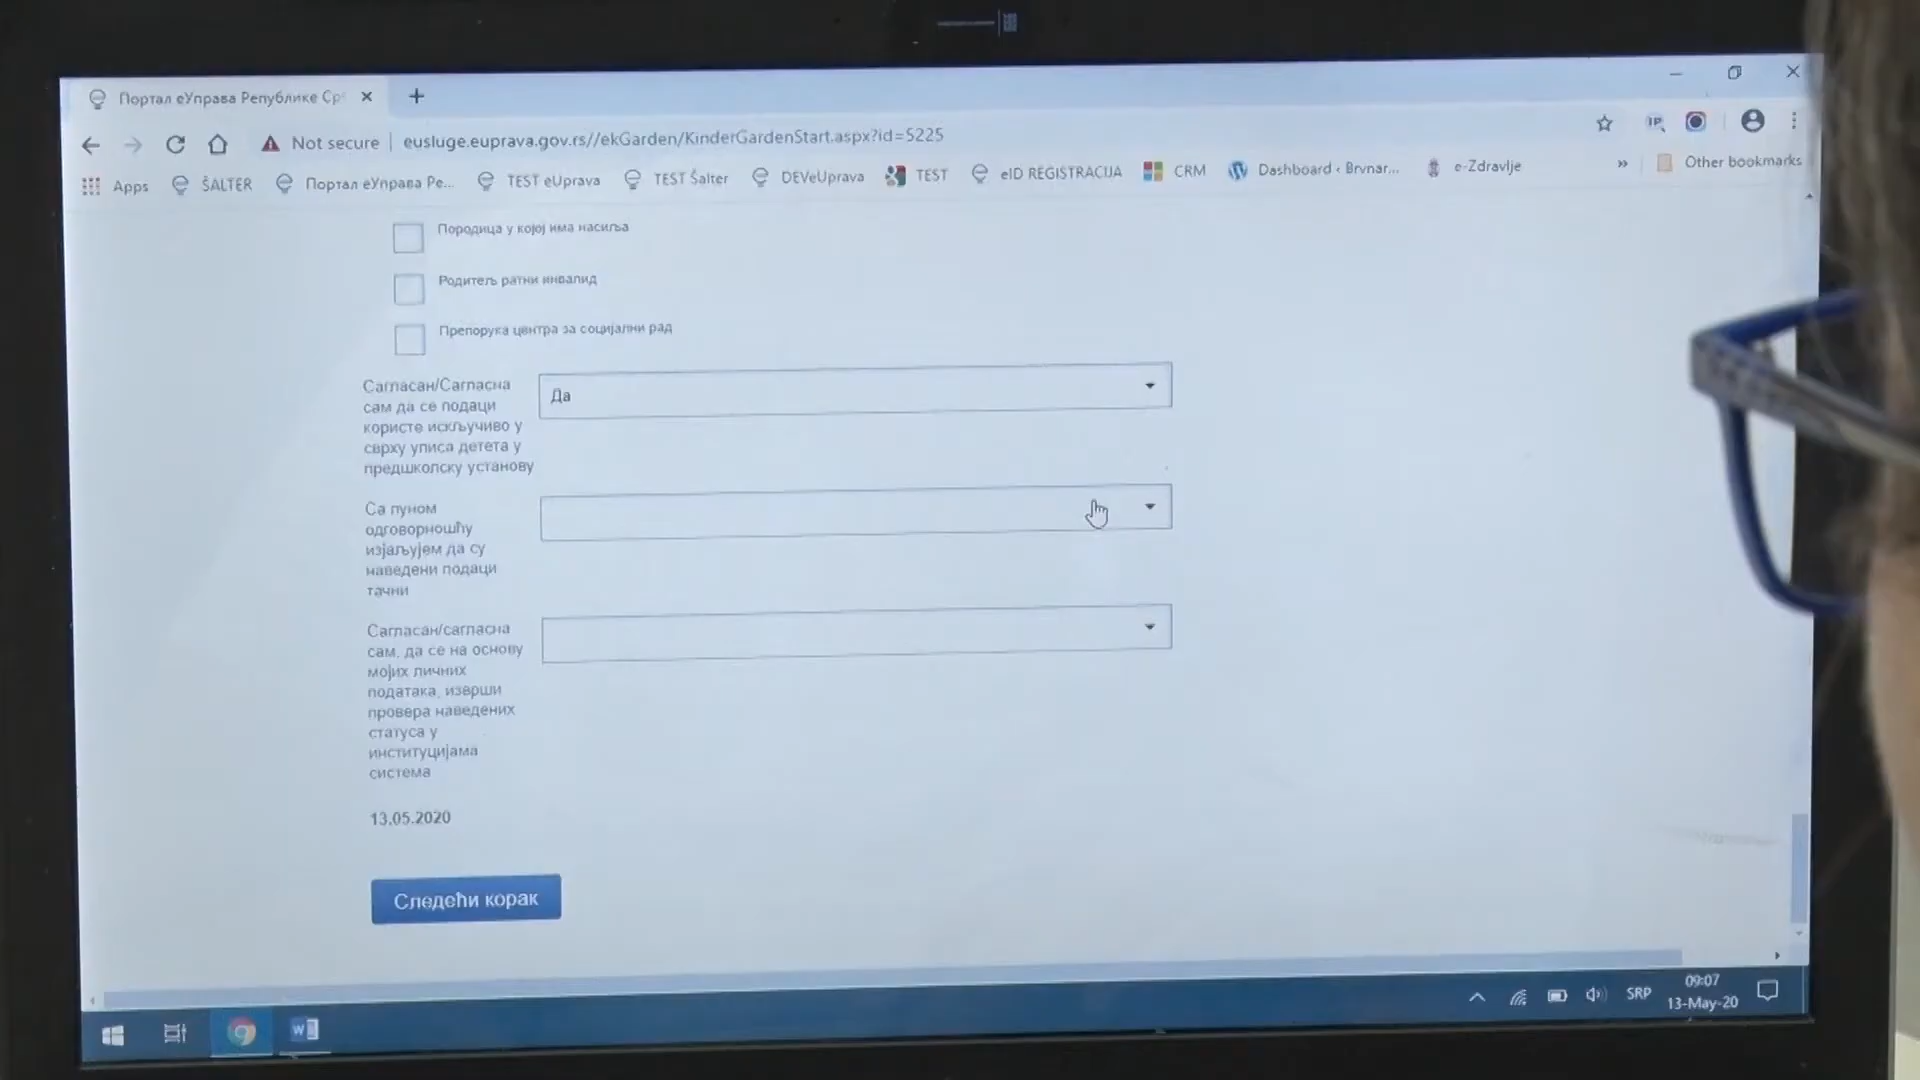 Портал еУправа Републике Ср
Not secure | eusluge.euprava.gov.rs//ekGarden/KinderGardenStart.aspx?id=5225
Apps ŠALTER Портал еУправа Ре... TEST eUprava TEST Šalter DEVeUprava TEST eID REGISTRACIJA CRM Dashboard ‹ Brvnar... e-Zdravlje » Other bookmarks
Породица у којој има насиља
Родитељ ратни инвалид
Препорука центра за социјални рад
Сагласан/Сагласна
сам да се подаци
користе искључиво у
сврху уписа детета у
предшколску установу
Да
Са пуном
одговорношћу
изјаљујем да су
наведени подаци
тачни
Сагласан/сагласна
сам, да се на основу
мојих личних
података, изврши
провера наведених
статуса у
институцијама
система
13.05.2020
Следећи корак
SRP
09:07
13-May-20